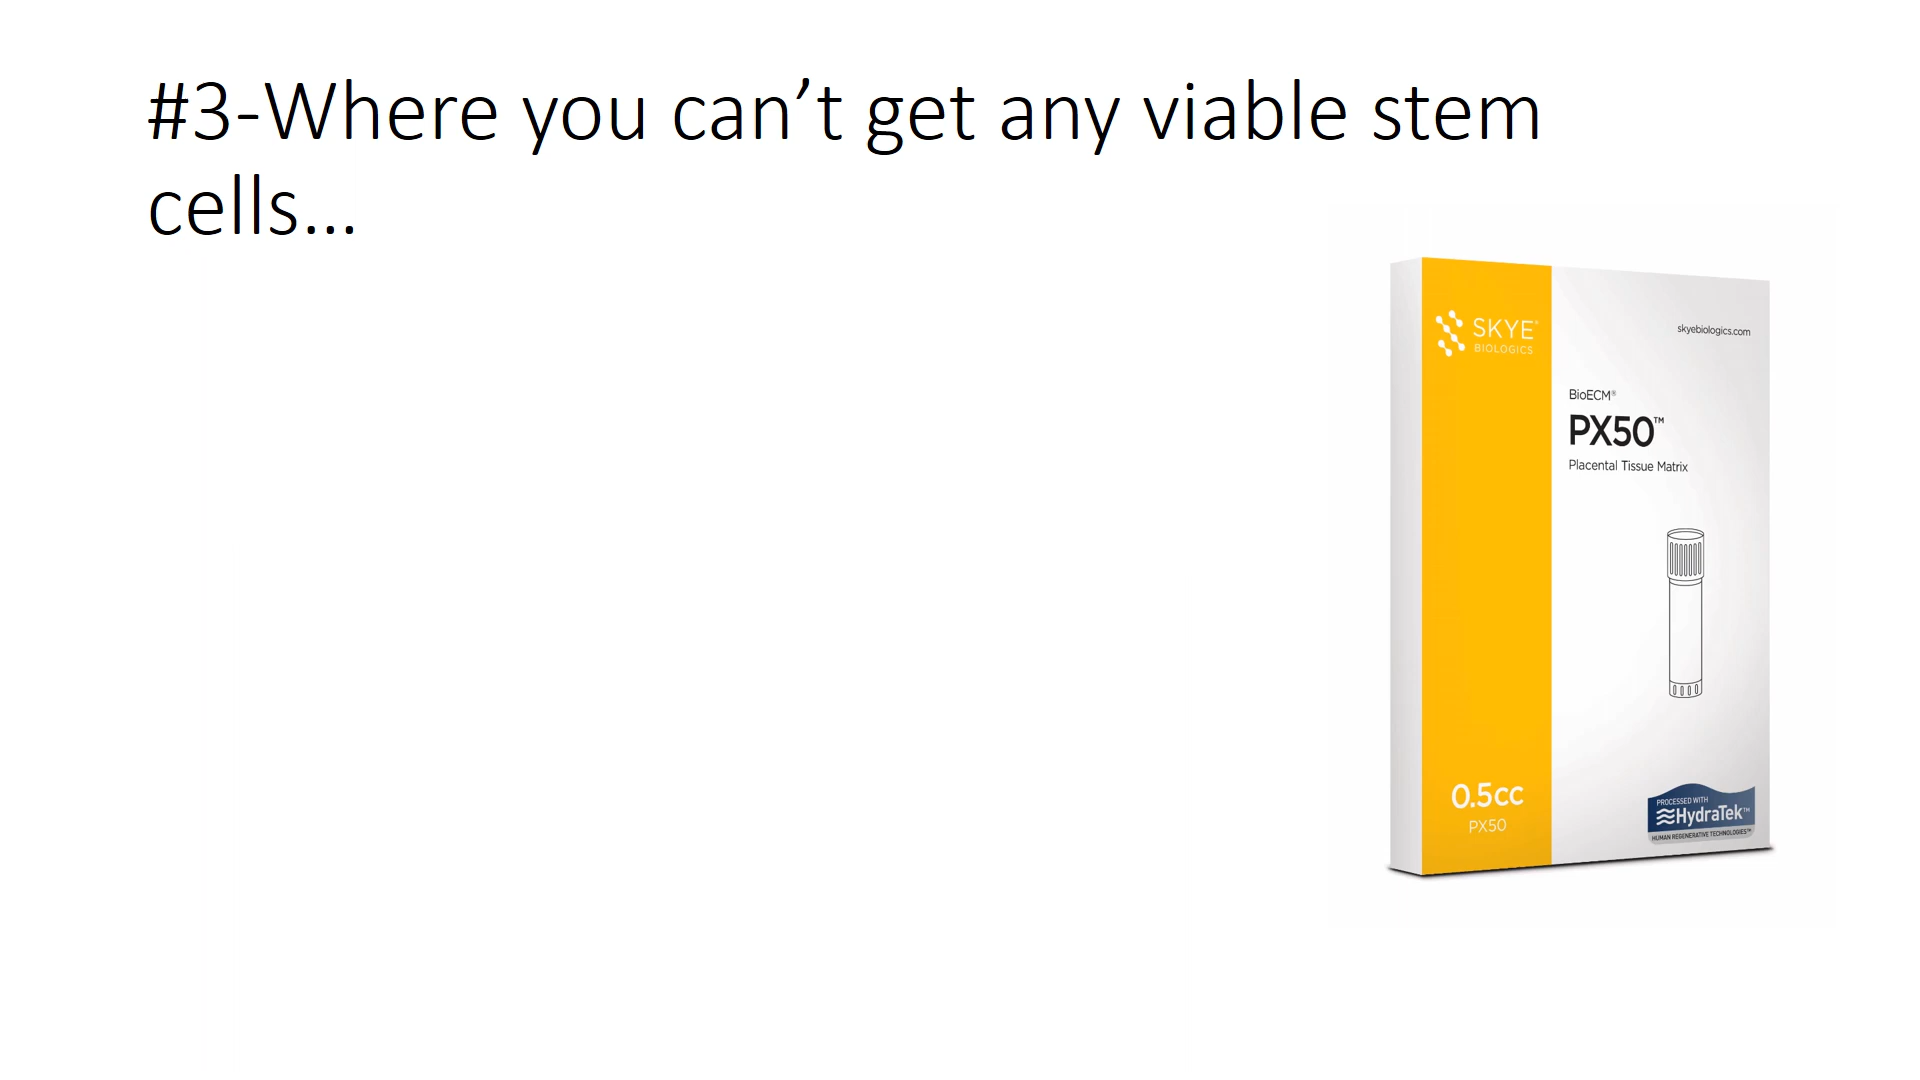 #3-Where you can’t get any viable stem
cells…
SKYE®
BIOLOGICS
skyebiologics.com
BioECM®
PX50™
Placental Tissue Matrix
0.5cc
PX50
PROCESSED WITH
HydraTek™
HUMAN REGENERATIVE TECHNOLOGIES™